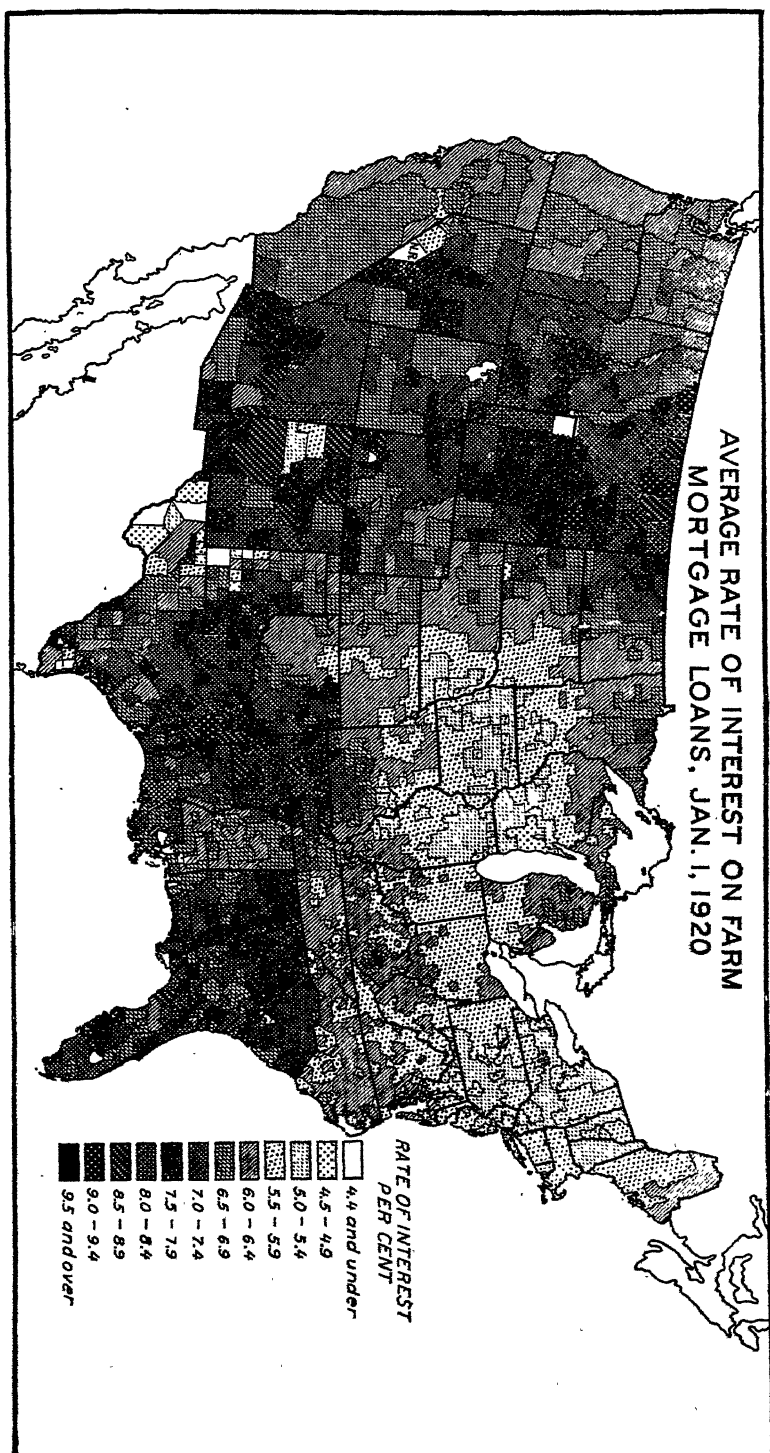 AVERAGE RATE OF INTEREST ON FARM
MORTGAGE LOANS, JAN. 1, 1920
RATE OF INTEREST
PER CENT
4.4 and under
4.5 – 4.9
5.0 – 5.4
5.5 – 5.9
6.0 – 6.4
6.5 – 6.9
7.0 – 7.4
7.5 – 7.9
8.0 – 8.4
8.5 – 8.9
9.0 – 9.4
9.5 and over